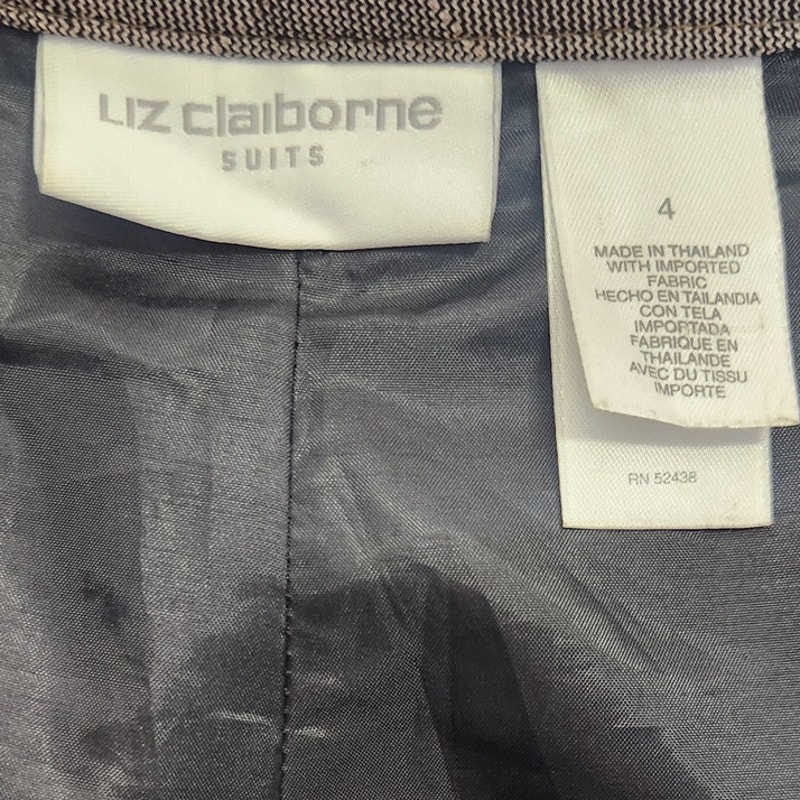 Liz claiborne
SUITS
4
MADE IN THAILAND
WITH IMPORTED
FABRIC
HECHO EN TAILANDIA
CON TELA
IMPORTADA
FABRIQUE EN
THAILANDE
AVEC DU TISSU
IMPORTE
RN 52438